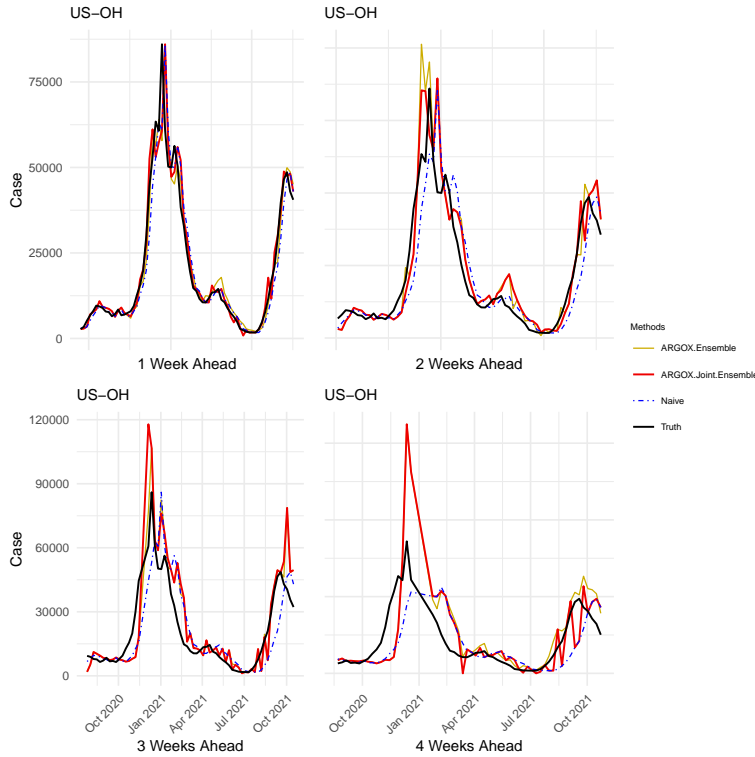 US−OH
US−OH
75000
50000
25000
0
Case
1 Week Ahead
2 Weeks Ahead
Methods
ARGOX.Ensemble
ARGOX.Joint.Ensemble
Naive
Truth
US−OH
US−OH
120000
90000
60000
30000
0
Case
Oct 2020
Jan 2021
Apr 2021
Jul 2021
Oct 2021
Oct 2020
Jan 2021
Apr 2021
Jul 2021
Oct 2021
3 Weeks Ahead
4 Weeks Ahead